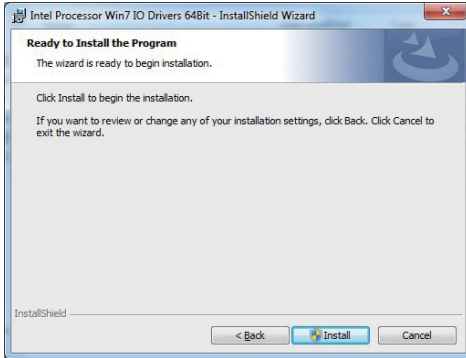 Intel Processor Win7 IO Drivers 64Bit - InstallShield Wizard
Ready to Install the Program
The wizard is ready to begin installation.
Click Install to begin the installation.
If you want to review or change any of your installation settings, click Back. Click Cancel to
exit the wizard.
InstallShield
< Back Install Cancel